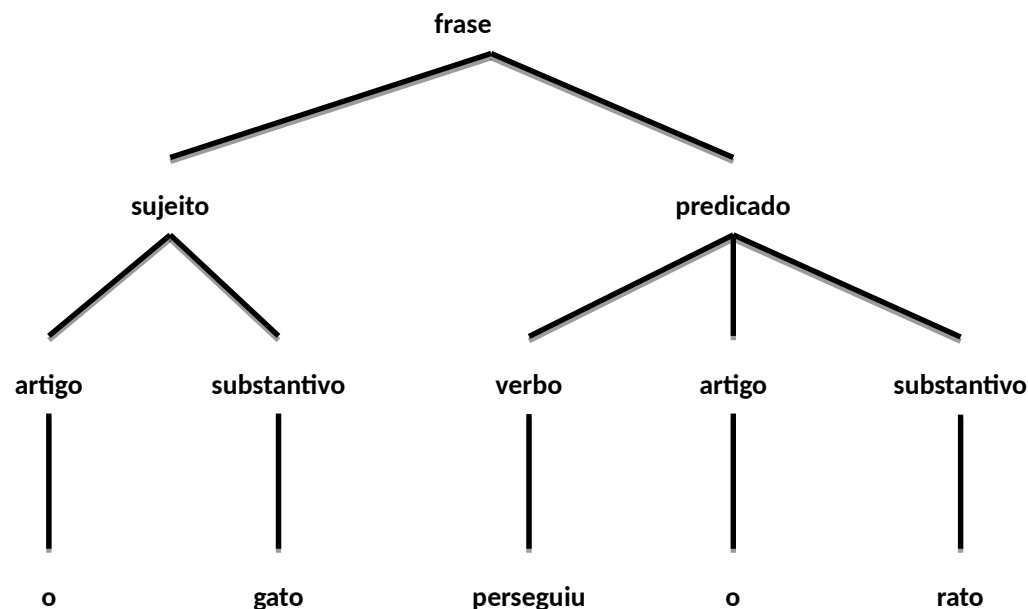 frase
sujeito predicado
artigo substantivo verbo artigo substantivo
o gato perseguiu o rato